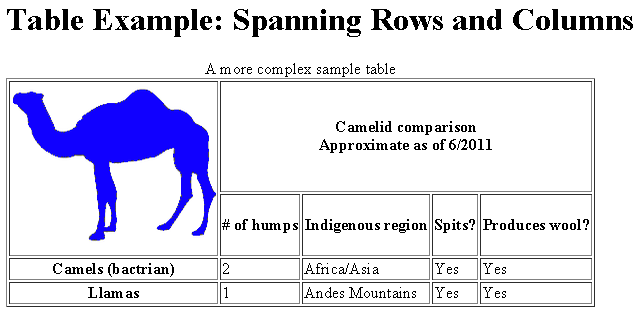 Table Example: Spanning Rows and Columns
A more complex sample table
Camelid comparison
Approximate as of 6/2011
# of humps Indigenous region Spits? Produces wool?
Camels (bactrian) 2 Africa/Asia Yes Yes
Llamas 1 Andes Mountains Yes Yes